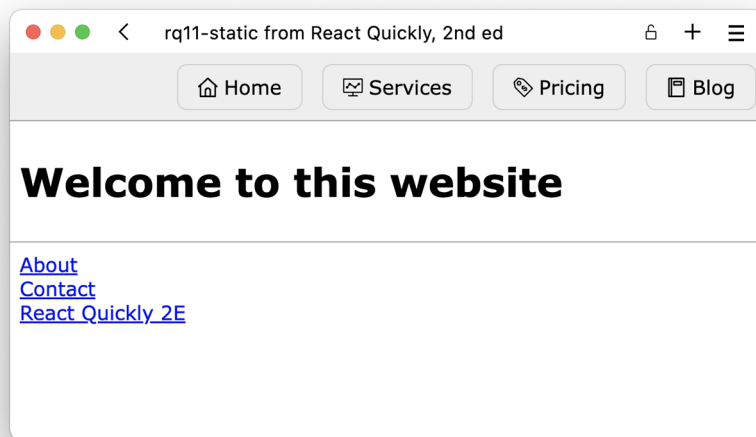 rq11-static from React Quickly, 2nd ed
Home Services Pricing Blog
Welcome to this website
About
Contact
React Quickly 2E